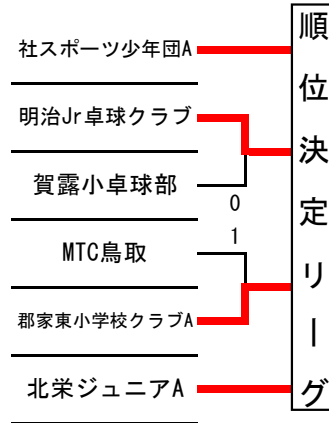 社スポーツ少年団A
明治Jr卓球クラブ
賀露小卓球部
0
1
MTC鳥取
郡家東小学校クラブA
北栄ジュニアA
順位決定リーグ